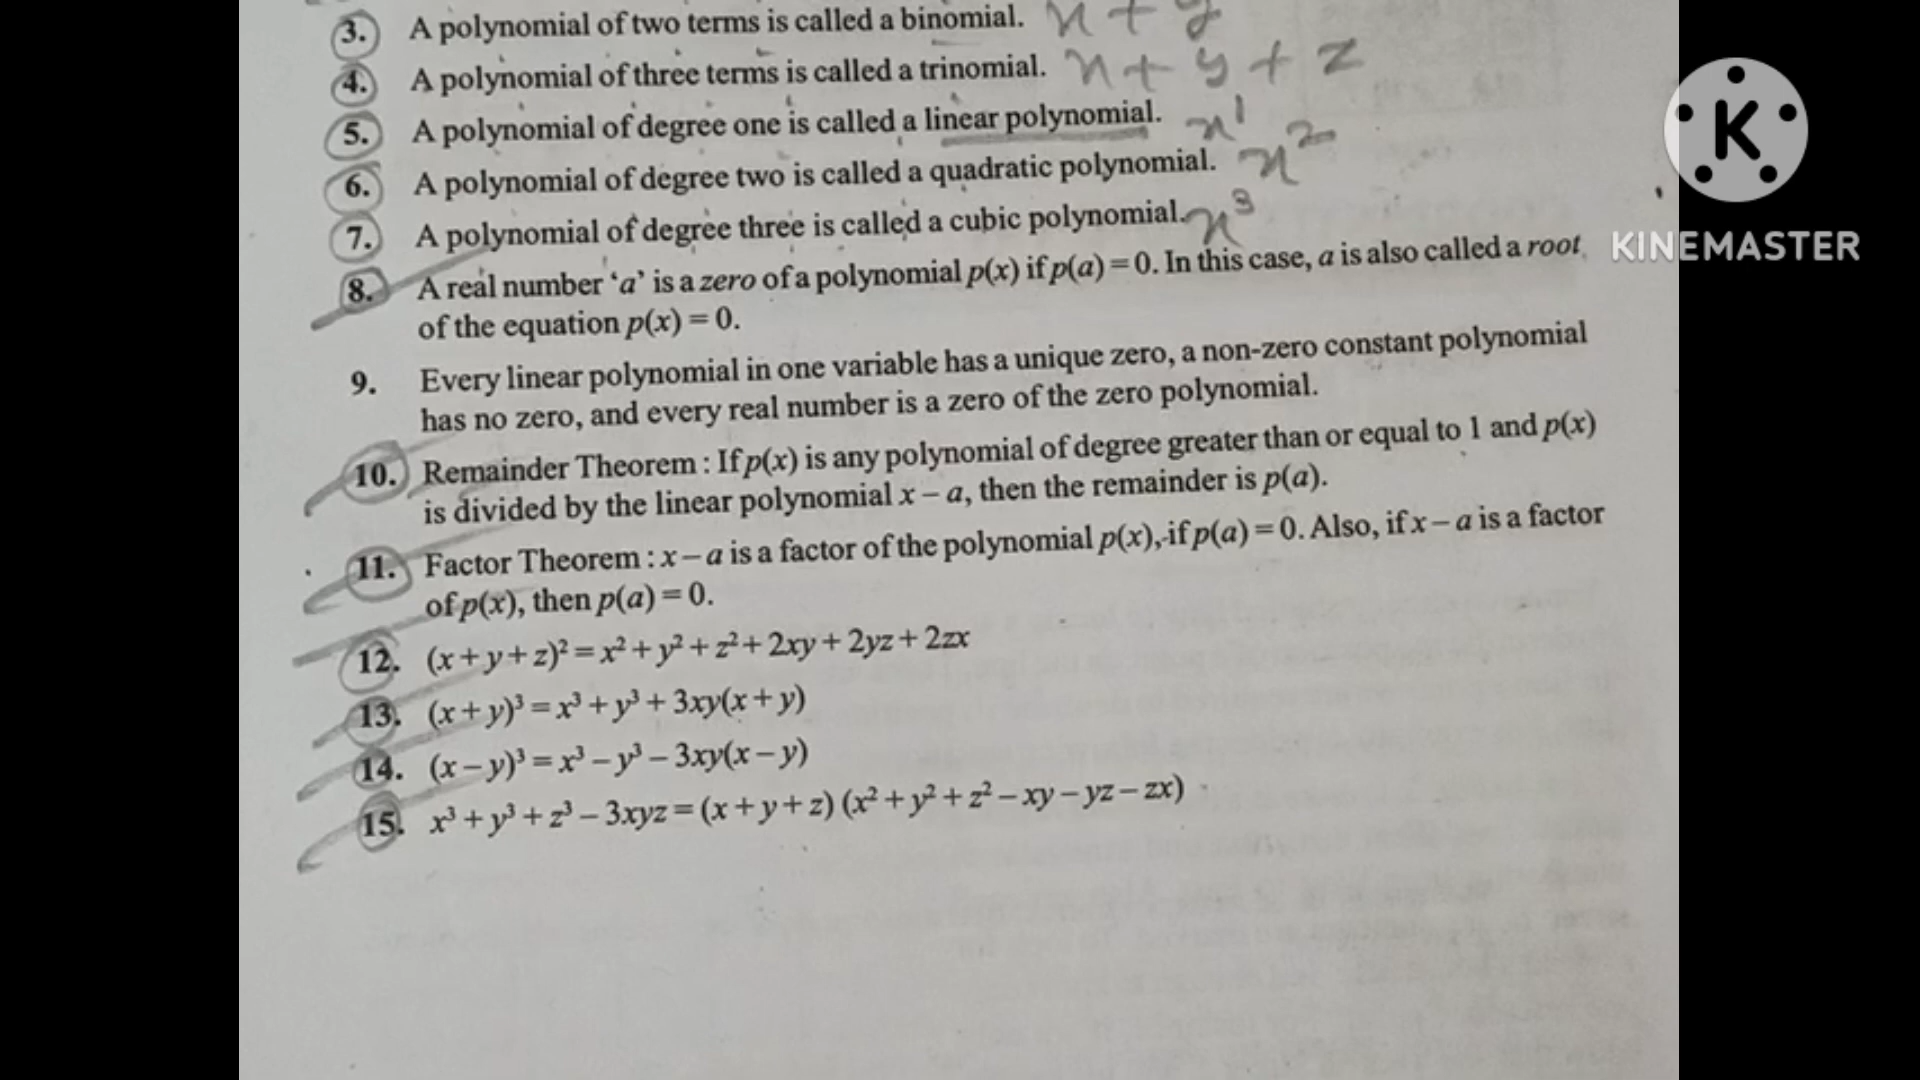 3. A polynomial of two terms is called a binomial. x + y
4. A polynomial of three terms is called a trinomial. x + y + z
5. A polynomial of degree one is called a linear polynomial. x¹
6. A polynomial of degree two is called a quadratic polynomial. x²
7. A polynomial of degree three is called a cubic polynomial. x³
8. A real number ‘a’ is a zero of a polynomial p(x) if p(a) = 0. In this case, a is also called a root
of the equation p(x) = 0.
9. Every linear polynomial in one variable has a unique zero, a non-zero constant polynomial
has no zero, and every real number is a zero of the zero polynomial.
10. Remainder Theorem : If p(x) is any polynomial of degree greater than or equal to 1 and p(x)
is divided by the linear polynomial x – a, then the remainder is p(a).
11. Factor Theorem : x – a is a factor of the polynomial p(x), if p(a) = 0. Also, if x – a is a factor
of p(x), then p(a) = 0.
12. (x + y + z)² = x² + y² + z² + 2xy + 2yz + 2zx
13. (x + y)³ = x³ + y³ + 3xy(x + y)
14. (x – y)³ = x³ – y³ – 3xy(x – y)
15. x³ + y³ + z³ – 3xyz = (x + y + z) (x² + y² + z² – xy – yz – zx)
K
KINEMASTER